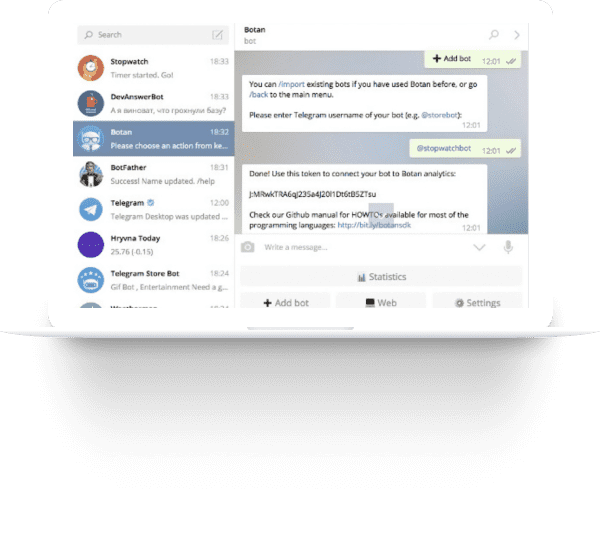 Search
Stopwatch 18:33
Timer started. Go!
DevAnswerBot 18:33
А я виноват, что грокнули базу?
Botan 18:32
Please choose an action from ke...
BotFather 18:31
Success! Name updated. /help
Telegram 12:00
Telegram Desktop was updated ...
Hryvna Today 18:26
25.76 (-0.15)
Telegram Store Bot 18:24
Gif Bot , Entertainment Need a g...
Botan
bot
Add bot 12:01
You can /import existing bots if you have used Botan before, or go
/back to the main menu.
Please enter Telegram username of your bot (e.g. @storebot):
12:01
@stopwatchbot 12:01
Done! Use this token to connect your bot to Botan analytics:
Check our Github manual for HOWTOs available for most of the
programming languages: http://bit.ly/botansdk 12:01
Write a message...
Statistics
Add bot Web Settings